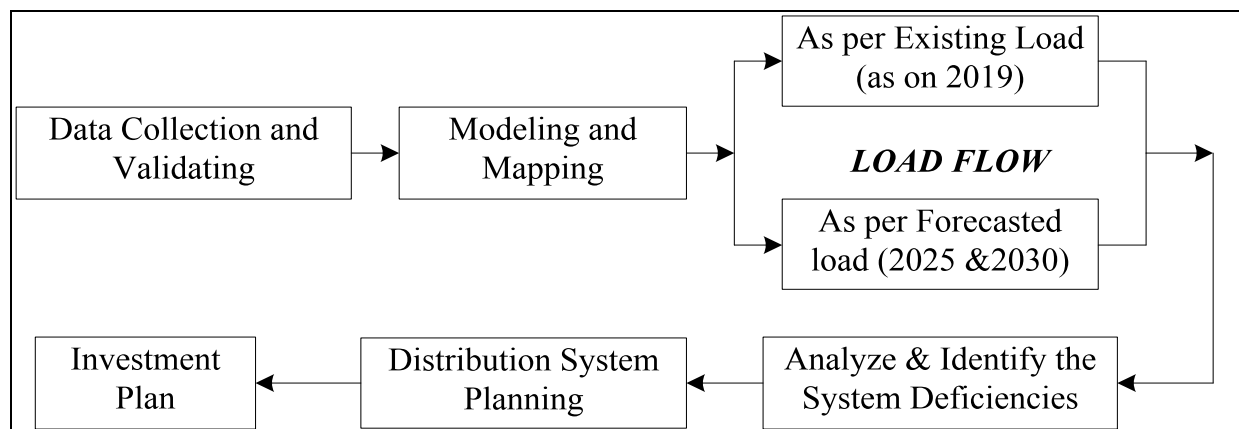 Data Collection and
Validating
Modeling and
Mapping
As per Existing Load
(as on 2019)
LOAD FLOW
As per Forecasted
load (2025 &2030)
Analyze & Identify the
System Deficiencies
Distribution System
Planning
Investment
Plan